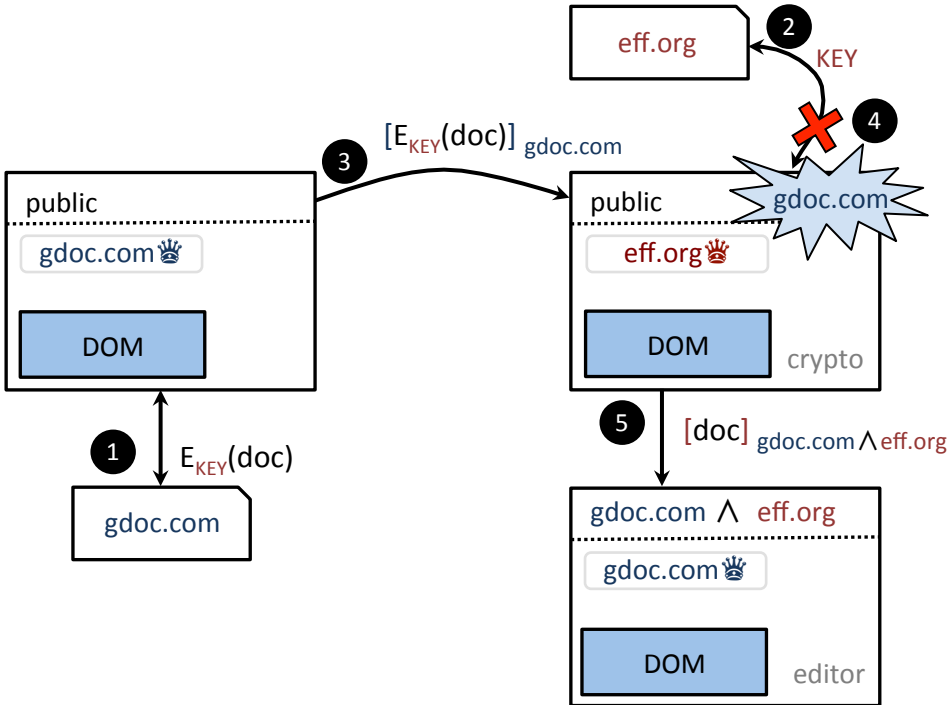 eff.org
2
KEY
4
3
[E_KEY(doc)] gdoc.com
public
gdoc.com
DOM
public
gdoc.com
eff.org
DOM
crypto
1
E_KEY(doc)
gdoc.com
5
[doc] gdoc.com ∧ eff.org
gdoc.com ∧ eff.org
gdoc.com
DOM
editor